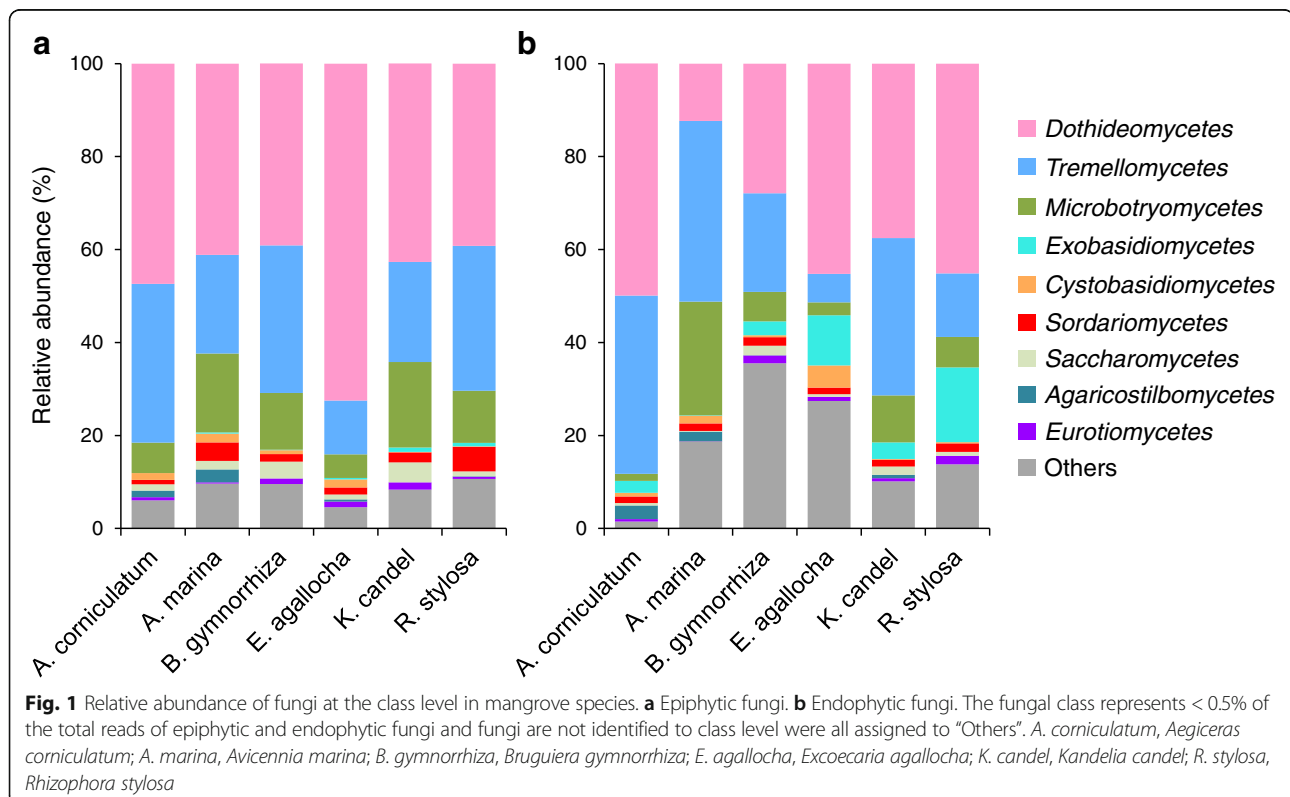 a
b
100
80
60
40
20
0
Relative abundance (%)
A. corniculatum
A. marina
B. gymnorrhiza
E. agallocha
K. candel
R. stylosa
100
80
60
40
20
0
A. corniculatum
A. marina
B. gymnorrhiza
E. agallocha
K. candel
R. stylosa
Dothideomycetes
Tremellomycetes
Microbotryomycetes
Exobasidiomycetes
Cystobasidiomycetes
Sordariomycetes
Saccharomycetes
Agaricostilbomycetes
Eurotiomycetes
Others
Fig. 1 Relative abundance of fungi at the class level in mangrove species. a Epiphytic fungi. b Endophytic fungi. The fungal class represents < 0.5% of
the total reads of epiphytic and endophytic fungi and fungi are not identified to class level were all assigned to “Others”. A. corniculatum, Aegiceras
corniculatum; A. marina, Avicennia marina; B. gymnorrhiza, Bruguiera gymnorrhiza; E. agallocha, Excoecaria agallocha; K. candel, Kandelia candel; R. stylosa,
Rhizophora stylosa